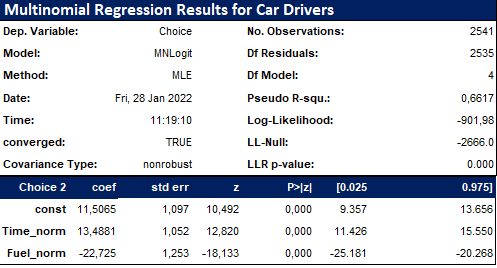 Multinomial Regression Results for Car Drivers
Dep. Variable: Choice No. Observations: 2541
Model: MNLogit Df Residuals: 2535
Method: MLE Df Model: 4
Date: Fri, 28 Jan 2022 Pseudo R-squ.: 0,6617
Time: 11:19:10 Log-Likelihood: -901,98
converged: TRUE LL-Null: -2666.0
Covariance Type: nonrobust LLR p-value: 0.000
Choice 2 coef std err z P>|z| [0.025 0.975]
const 11,5065 1,097 10,492 0,000 9.357 13.656
Time_norm 13,4881 1,052 12,820 0,000 11.426 15.550
Fuel_norm -22,725 1,253 -18,133 0,000 -25.181 -20.268